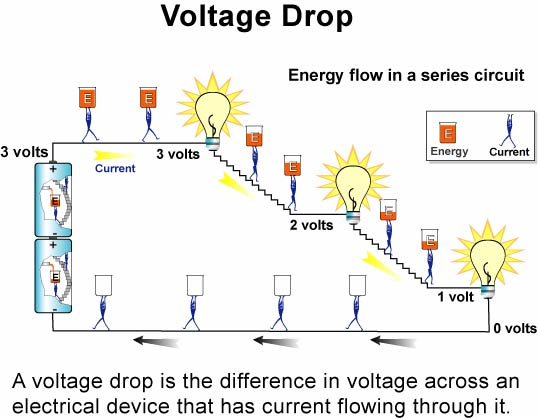 Voltage Drop
Energy flow in a series circuit
E
Energy
Current
E
E
3 volts
Current
3 volts
E
E
2 volts
E
E
1 volt
0 volts
+
E
-
+
E
-
A voltage drop is the difference in voltage across an
electrical device that has current flowing through it.